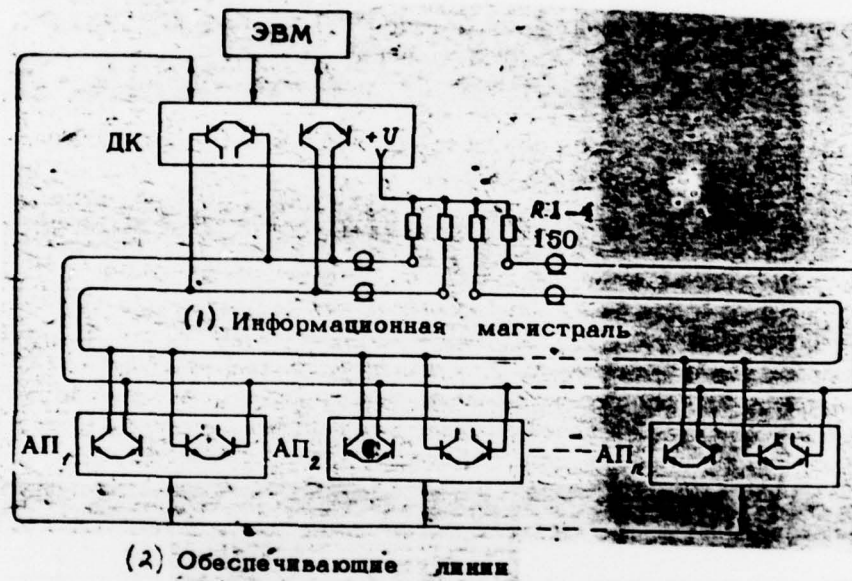 ЭВМ
ДК
+U
R1-4
150
(1) Информационная магистраль
АП1
АП2
АПn
(2) Обеспечивающие линии